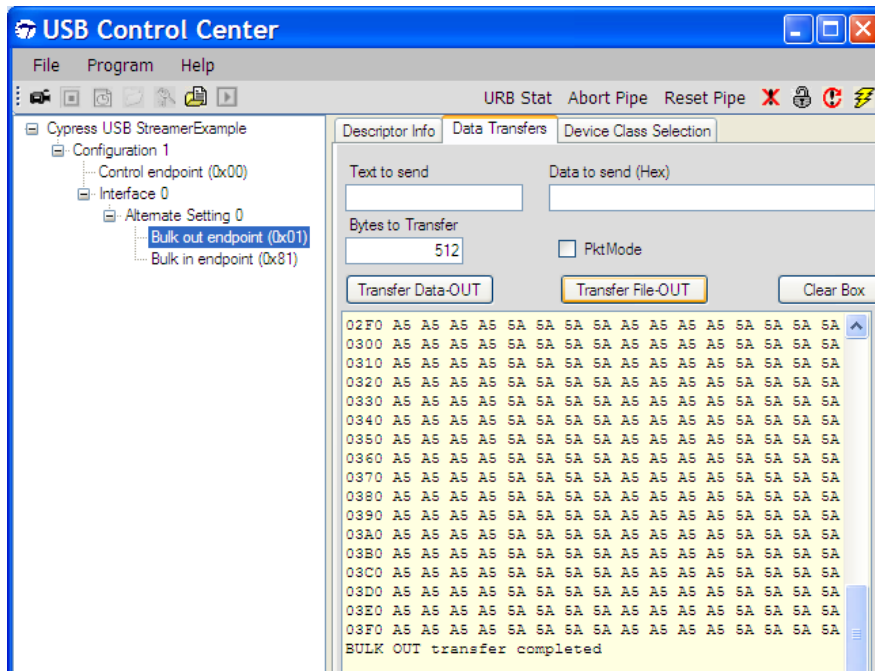 USB Control Center
File Program Help
URB Stat Abort Pipe Reset Pipe
Cypress USB StreamerExample
Configuration 1
Control endpoint (0x00)
Interface 0
Alternate Setting 0
Bulk out endpoint (0x01)
Bulk in endpoint (0x81)
Descriptor Info Data Transfers Device Class Selection
Text to send Data to send (Hex)
Bytes to Transfer
512 PktMode
Transfer Data-OUT Transfer File-OUT Clear Box
02F0 A5 A5 A5 A5 5A 5A 5A 5A A5 A5 A5 A5 5A 5A 5A 5A
0300 A5 A5 A5 A5 5A 5A 5A 5A A5 A5 A5 A5 5A 5A 5A 5A
0310 A5 A5 A5 A5 5A 5A 5A 5A A5 A5 A5 A5 5A 5A 5A 5A
0320 A5 A5 A5 A5 5A 5A 5A 5A A5 A5 A5 A5 5A 5A 5A 5A
0330 A5 A5 A5 A5 5A 5A 5A 5A A5 A5 A5 A5 5A 5A 5A 5A
0340 A5 A5 A5 A5 5A 5A 5A 5A A5 A5 A5 A5 5A 5A 5A 5A
0350 A5 A5 A5 A5 5A 5A 5A 5A A5 A5 A5 A5 5A 5A 5A 5A
0360 A5 A5 A5 A5 5A 5A 5A 5A A5 A5 A5 A5 5A 5A 5A 5A
0370 A5 A5 A5 A5 5A 5A 5A 5A A5 A5 A5 A5 5A 5A 5A 5A
0380 A5 A5 A5 A5 5A 5A 5A 5A A5 A5 A5 A5 5A 5A 5A 5A
0390 A5 A5 A5 A5 5A 5A 5A 5A A5 A5 A5 A5 5A 5A 5A 5A
03A0 A5 A5 A5 A5 5A 5A 5A 5A A5 A5 A5 A5 5A 5A 5A 5A
03B0 A5 A5 A5 A5 5A 5A 5A 5A A5 A5 A5 A5 5A 5A 5A 5A
03C0 A5 A5 A5 A5 5A 5A 5A 5A A5 A5 A5 A5 5A 5A 5A 5A
03D0 A5 A5 A5 A5 5A 5A 5A 5A A5 A5 A5 A5 5A 5A 5A 5A
03E0 A5 A5 A5 A5 5A 5A 5A 5A A5 A5 A5 A5 5A 5A 5A 5A
03F0 A5 A5 A5 A5 5A 5A 5A 5A A5 A5 A5 A5 5A 5A 5A 5A
BULK OUT transfer completed